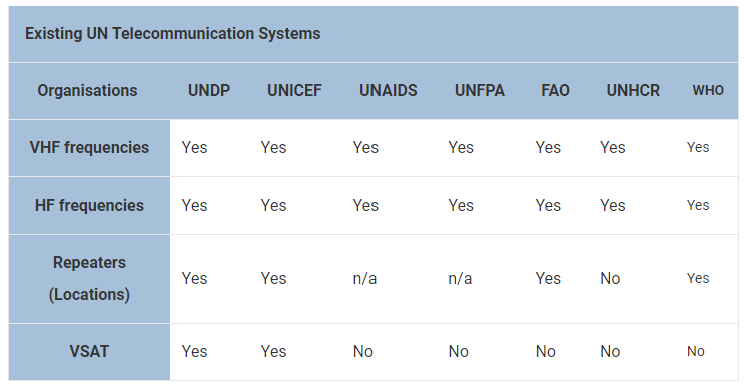 Existing UN Telecommunication Systems
Organisations UNDP UNICEF UNAIDS UNFPA FAO UNHCR WHO
VHF frequencies Yes Yes Yes Yes Yes Yes Yes
HF frequencies Yes Yes Yes Yes Yes Yes Yes
Repeaters
(Locations) Yes Yes n/a n/a Yes No Yes
VSAT Yes Yes No No No No No